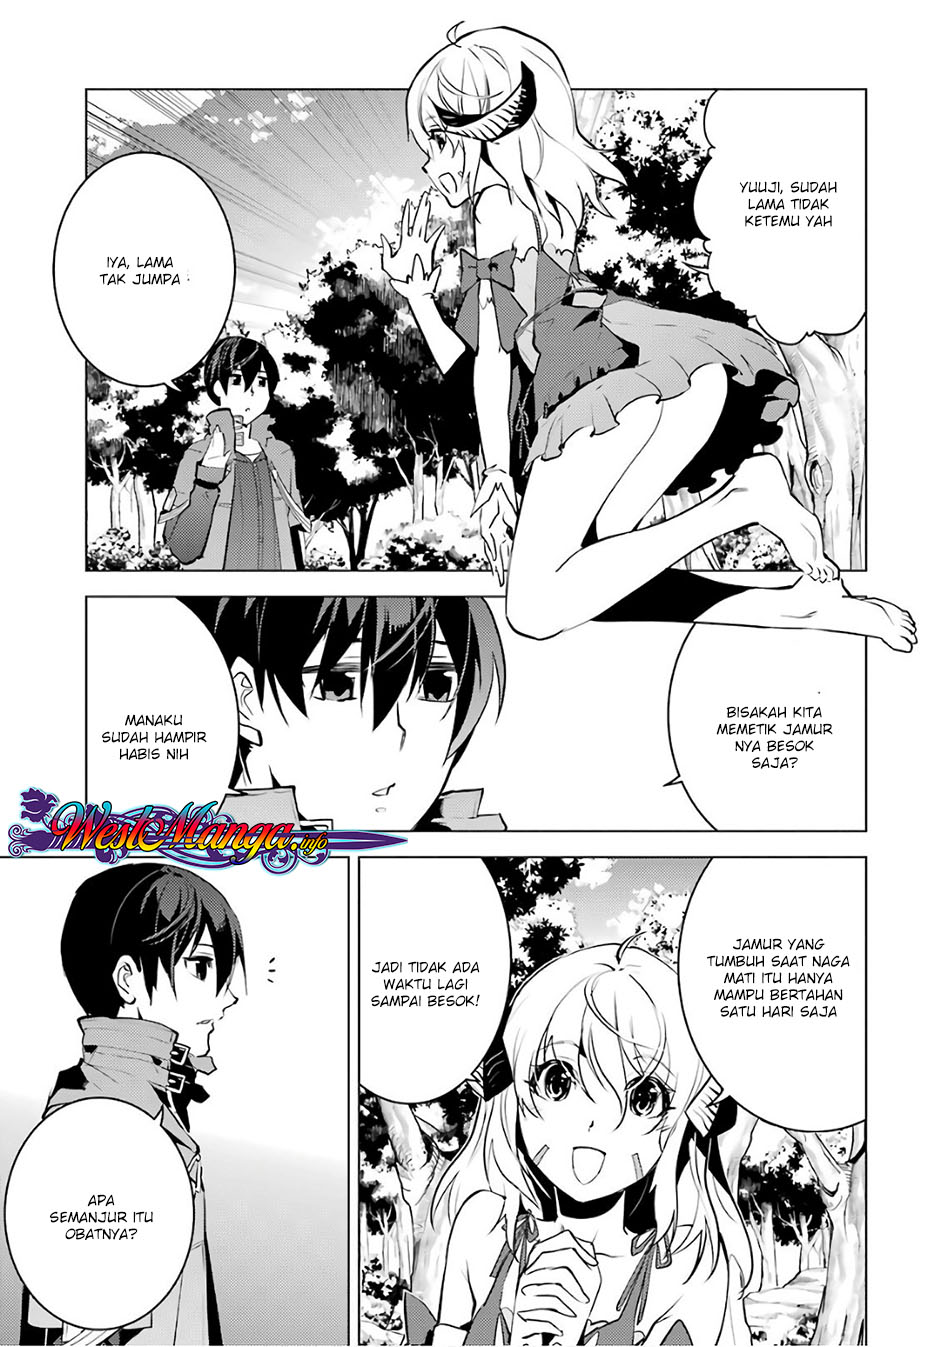 YUUJI, SUDAH
LAMA TIDAK
KETEMU YAH
IYA, LAMA
TAK JUMPA
BISAKAH KITA
MEMETIK JAMUR
NYA BESOK
SAJA?
MANAKU
SUDAH HAMPIR
HABIS NIH
WestManga.info
JAMUR YANG
TUMBUH SAAT NAGA
MATI ITU HANYA
MAMPU BERTAHAN
SATU HARI SAJA
JADI TIDAK ADA
WAKTU LAGI
SAMPAI BESOK!
APA
SEMANJUR ITU
OBATNYA?